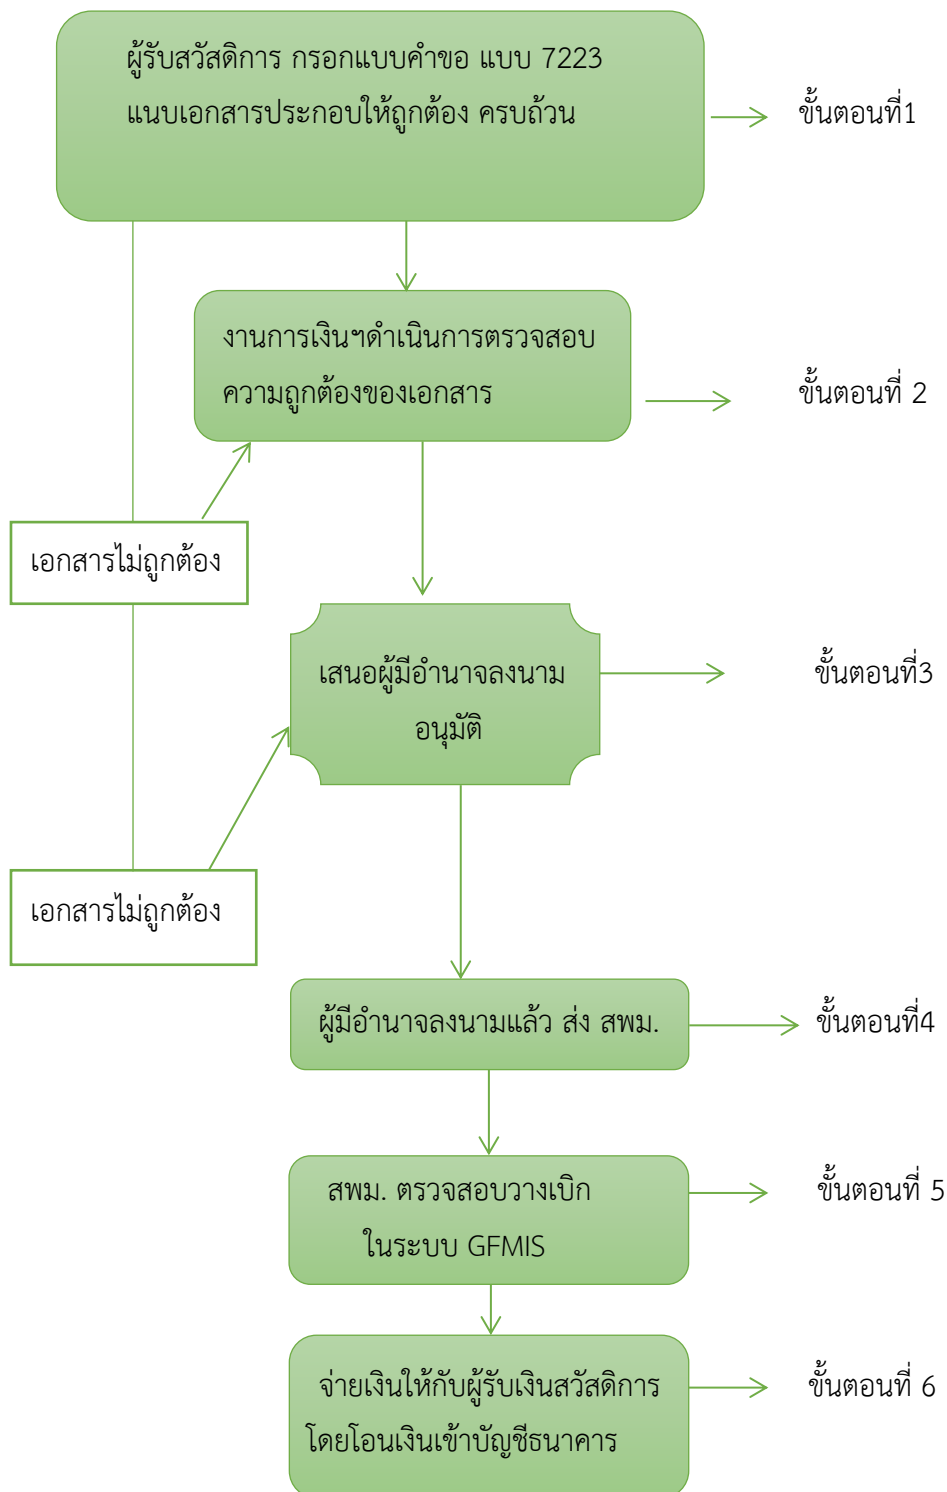 ผู้รับสวัสดิการ กรอกแบบคำขอ แบบ 7223
แนบเอกสารประกอบให้ถูกต้อง ครบถ้วน
ขั้นตอนที่1
งานการเงินฯดำเนินการตรวจสอบ
ความถูกต้องของเอกสาร
ขั้นตอนที่ 2
เอกสารไม่ถูกต้อง
เสนอผู้มีอำนาจลงนาม
อนุมัติ
ขั้นตอนที่3
เอกสารไม่ถูกต้อง
ผู้มีอำนาจลงนามแล้ว ส่ง สพม.
ขั้นตอนที่4
สพม. ตรวจสอบวางเบิก
ในระบบ GFMIS
ขั้นตอนที่ 5
จ่ายเงินให้กับผู้รับเงินสวัสดิการ
โดยโอนเงินเข้าบัญชีธนาคาร
ขั้นตอนที่ 6